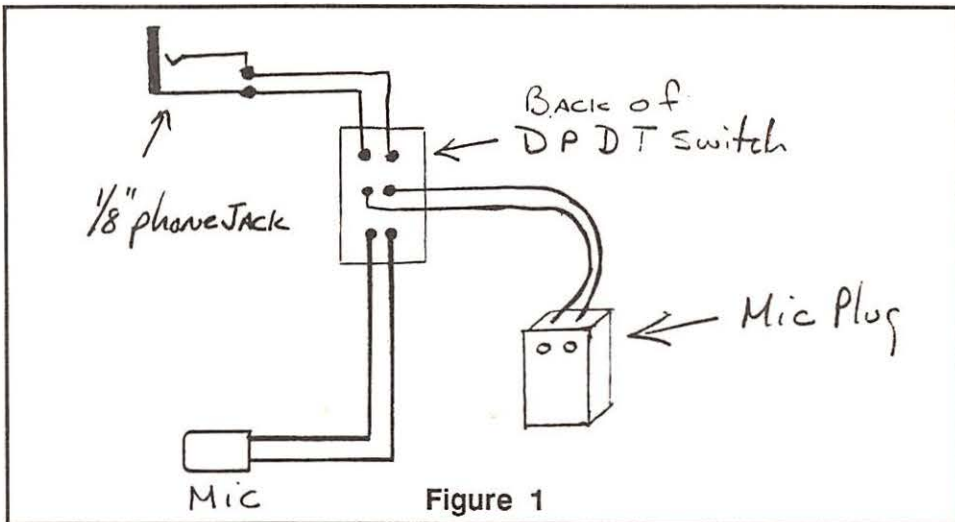 Back of
DPDT switch
1/8" phone Jack
Mic Plug
Mic
Figure 1